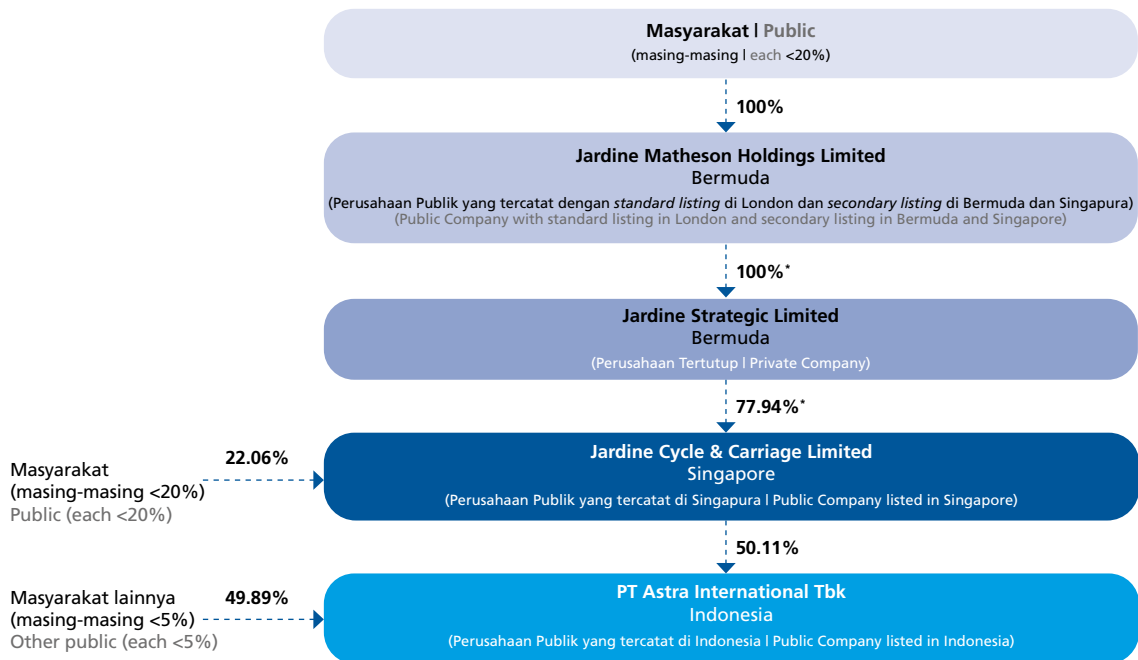 Masyarakat | Public
(masing-masing | each <20%)
100%
Jardine Matheson Holdings Limited
Bermuda
(Perusahaan Publik yang tercatat dengan standard listing di London dan secondary listing di Bermuda dan Singapura)
(Public Company with standard listing in London and secondary listing in Bermuda and Singapore)
100%*
Jardine Strategic Limited
Bermuda
(Perusahaan Tertutup | Private Company)
77.94%*
Masyarakat
(masing-masing <20%)
Public (each <20%)
22.06%
Jardine Cycle & Carriage Limited
Singapore
(Perusahaan Publik yang tercatat di Singapura | Public Company listed in Singapore)
50.11%
Masyarakat lainnya
(masing-masing <5%)
Other public (each <5%)
49.89%
PT Astra International Tbk
Indonesia
(Perusahaan Publik yang tercatat di Indonesia | Public Company listed in Indonesia)